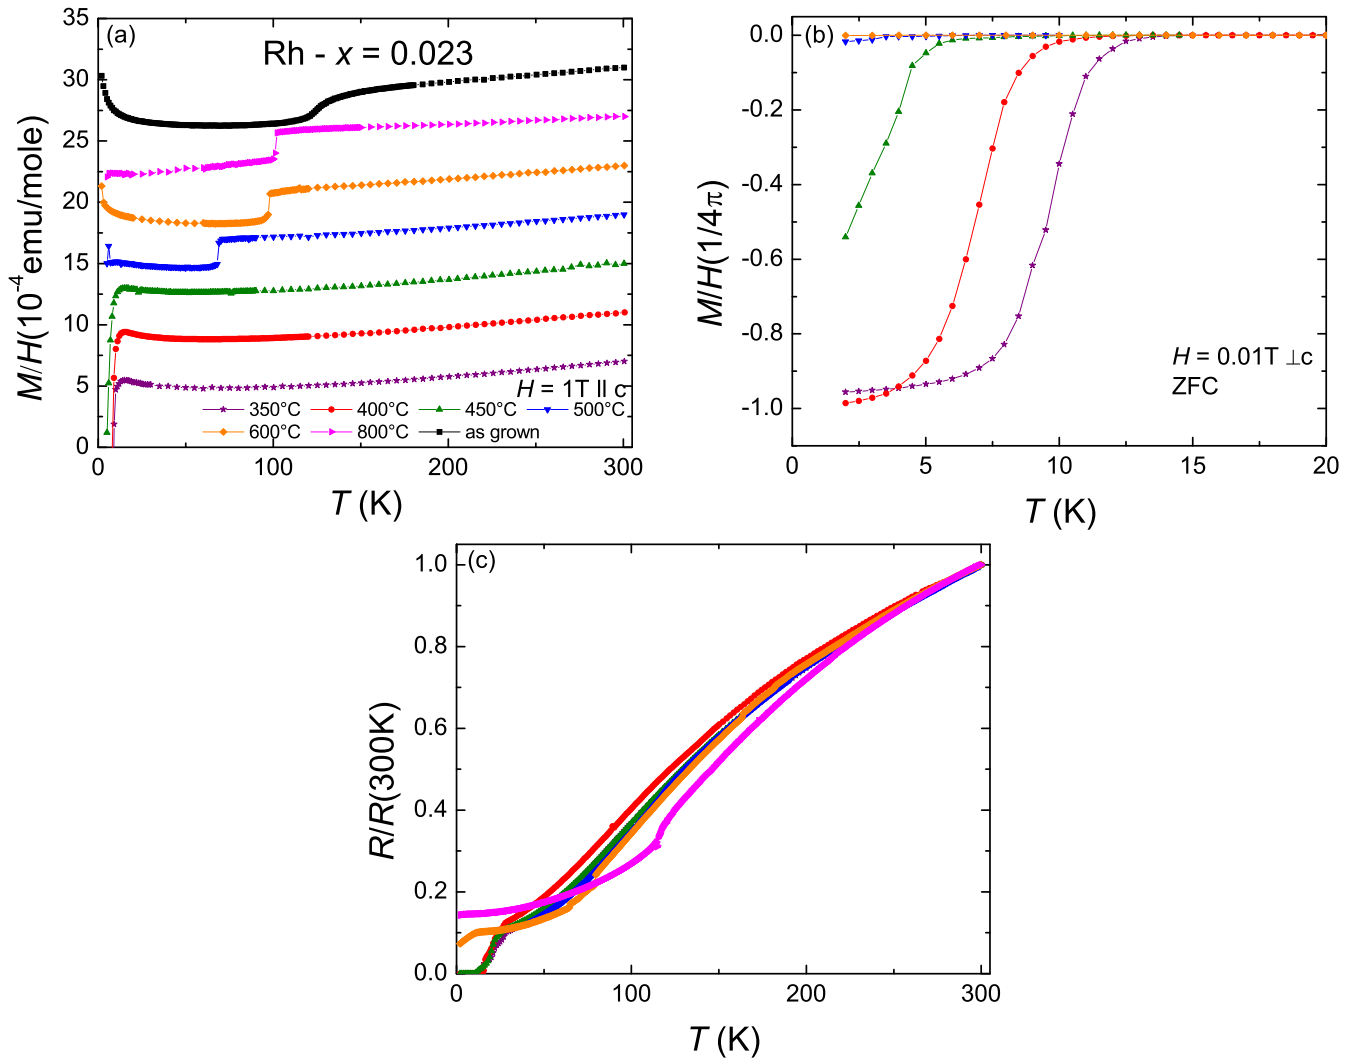 (a)
Rh - x = 0.023
35
30
25
20
15
10
5
0
M/H(10⁻⁴emu/mole)
H = 1T || c
350°C 400°C 450°C 500°C
600°C 800°C as grown
0 100 200 300
T (K)
(b)
0.0
-0.2
-0.4
-0.6
-0.8
-1.0
M/H(1/4π)
H = 0.01T ⊥c
ZFC
0 5 10 15 20
T (K)
(c)
1.0
0.8
0.6
0.4
0.2
0.0
R/R(300K)
0 100 200 300
T (K)